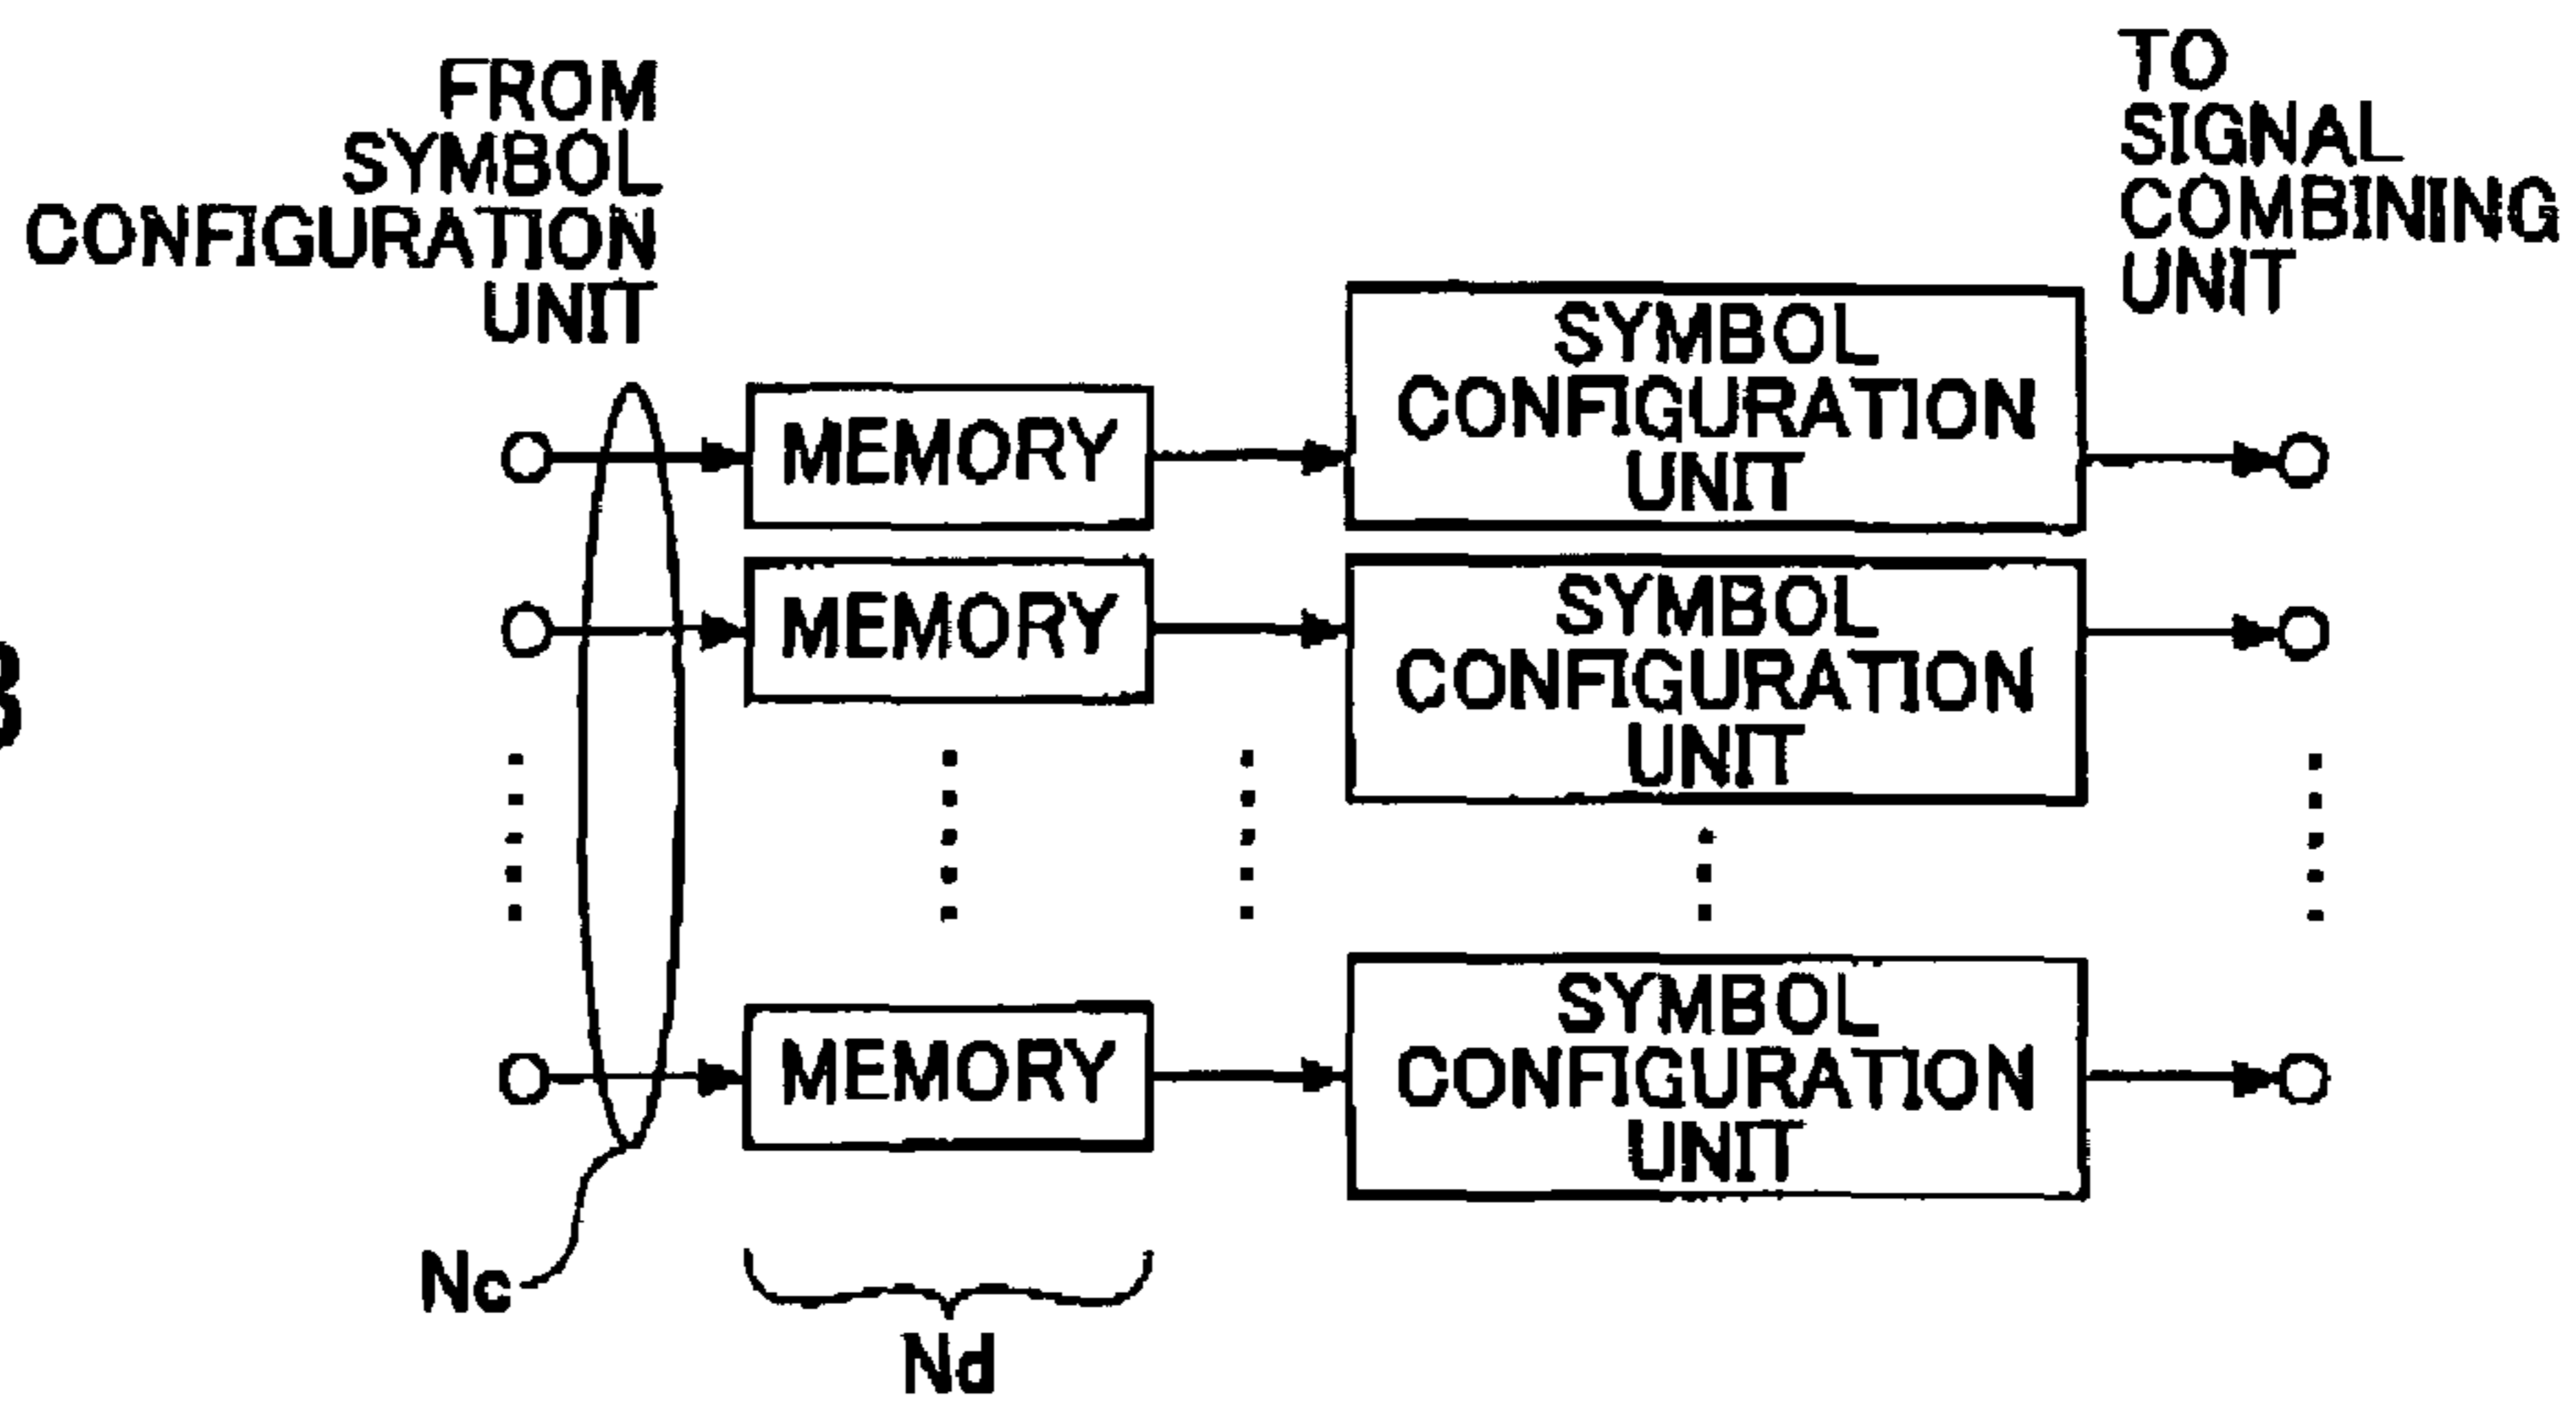 FROM
SYMBOL
CONFIGURATION
UNIT
TO
SIGNAL
COMBINING
UNIT
MEMORY
SYMBOL
CONFIGURATION
UNIT
MEMORY
SYMBOL
CONFIGURATION
UNIT
MEMORY
SYMBOL
CONFIGURATION
UNIT
Nc
Nd